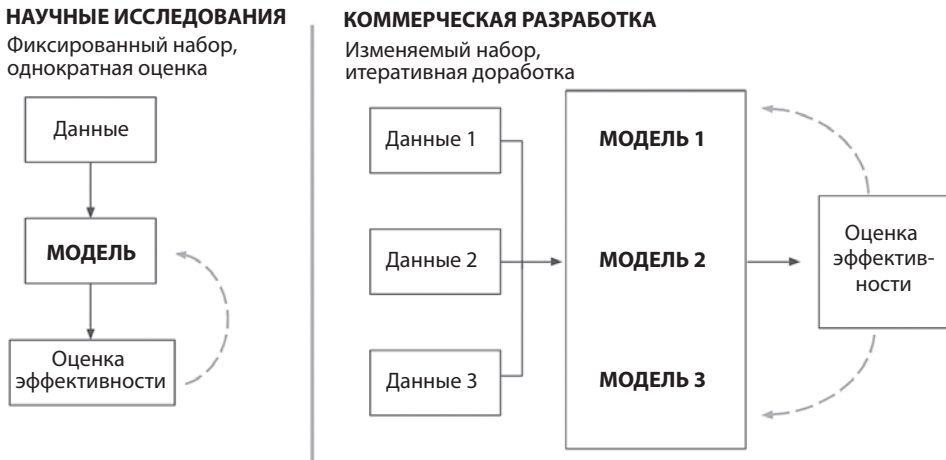 НАУЧНЫЕ ИССЛЕДОВАНИЯ
Фиксированный набор,
однократная оценка
Данные
МОДЕЛЬ
Оценка
эффективности
КОММЕРЧЕСКАЯ РАЗРАБОТКА
Изменяемый набор,
итеративная доработка
Данные 1
Данные 2
Данные 3
МОДЕЛЬ 1
МОДЕЛЬ 2
МОДЕЛЬ 3
Оценка
эффектив-
ности